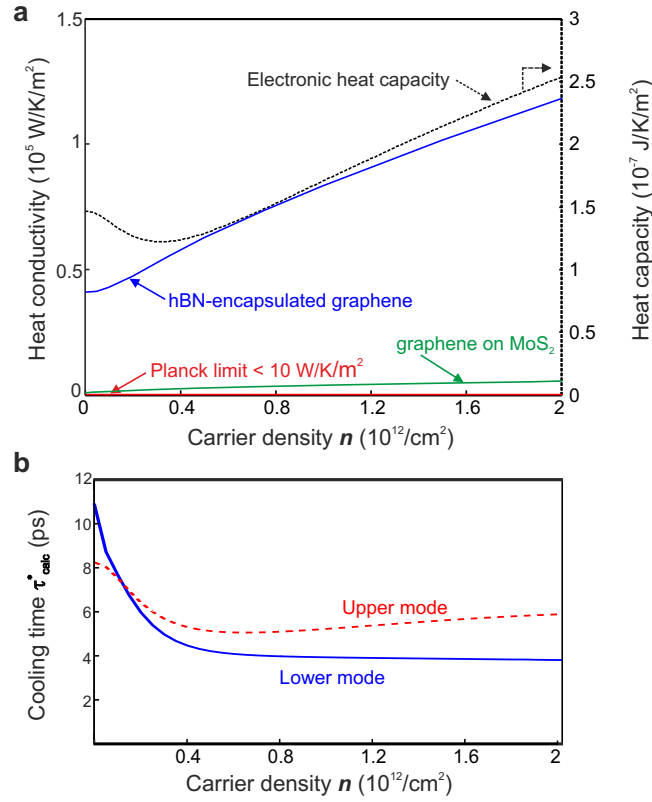 a
Heat conductivity (10⁵ W/K/m²)
1.5
1
0.5
0
Electronic heat capacity
hBN-encapsulated graphene
graphene on MoS₂
Planck limit < 10 W/K/m²
3
2.5
2
1.5
1
0.5
0
Heat capacity (10⁻⁷ J/K/m²)
0 0.4 0.8 1.2 1.6 2
Carrier density n (10¹²/cm²)
b
Cooling time τ*calc (ps)
12
10
8
6
4
2
Upper mode
Lower mode
0.4 0.8 1.2 1.6 2
Carrier density n (10¹²/cm²)